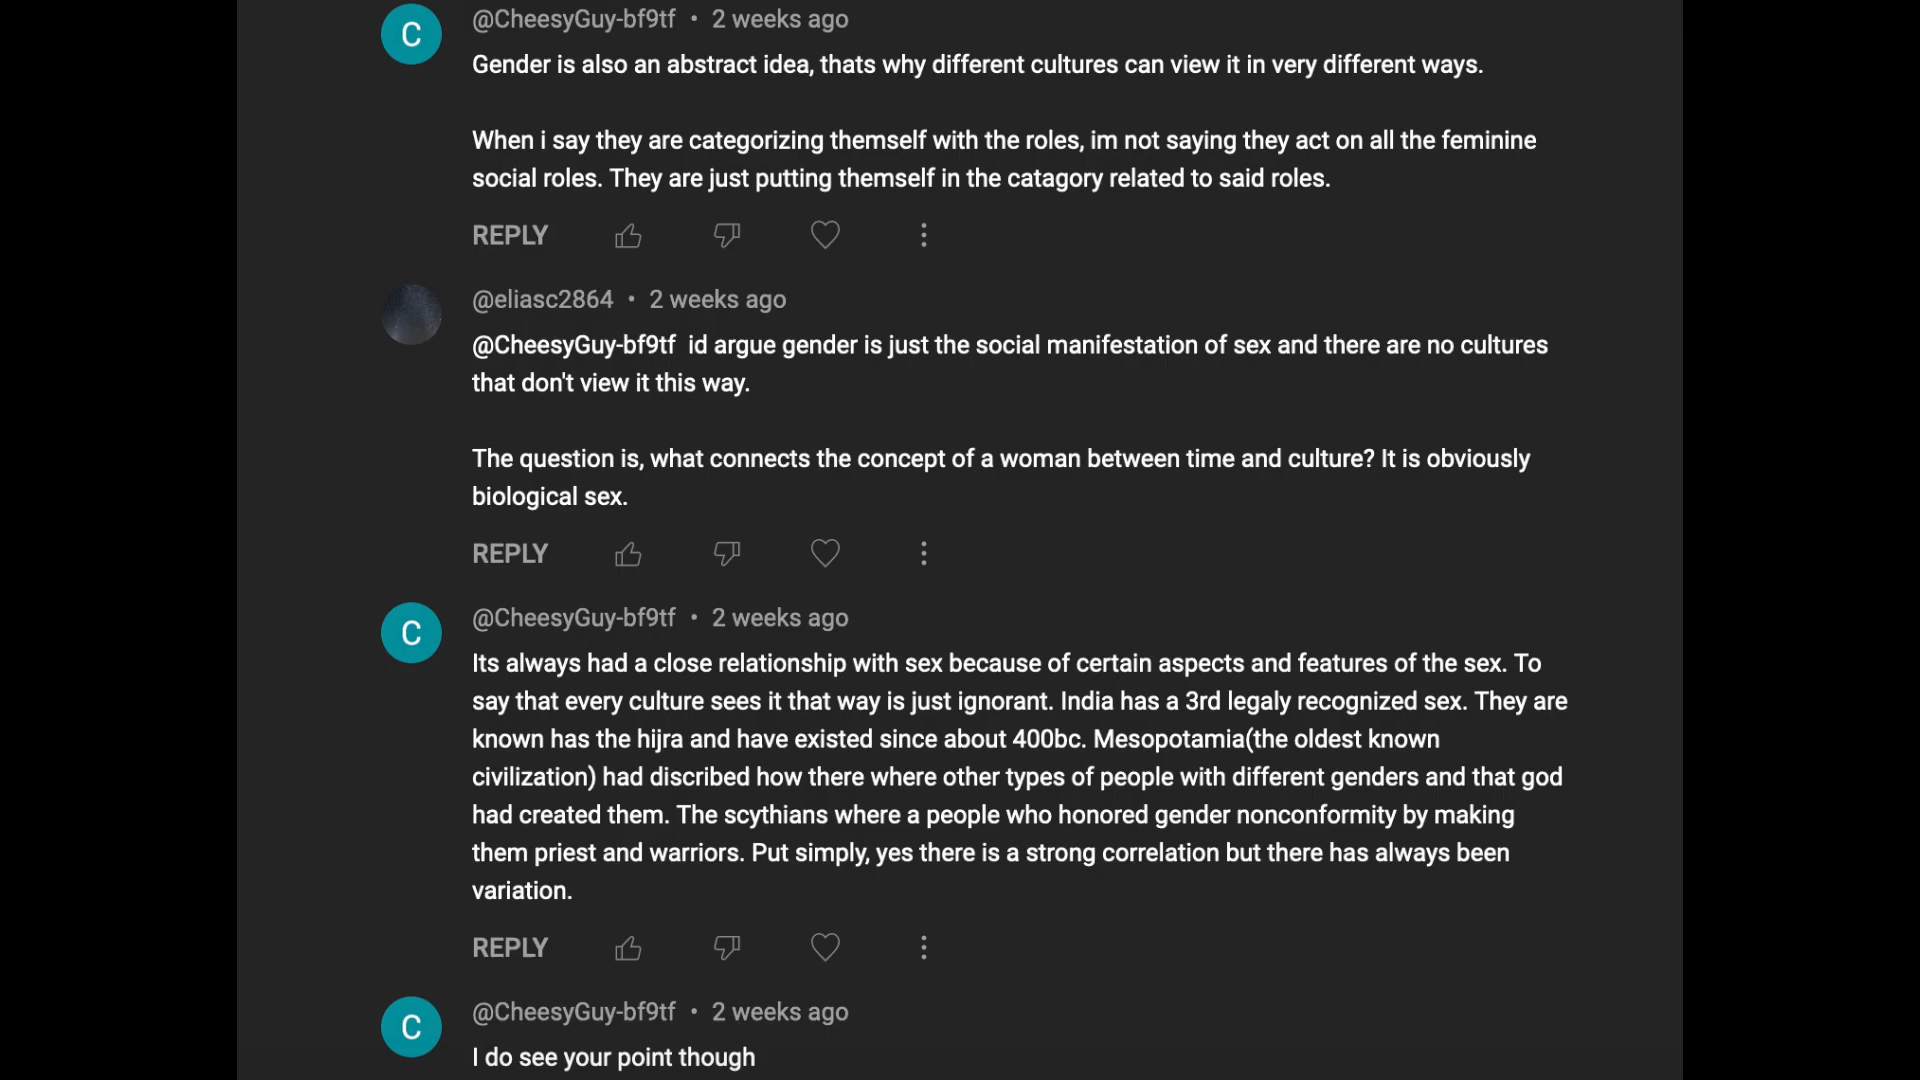 C
@CheesyGuy-bf9tf • 2 weeks ago
Gender is also an abstract idea, thats why different cultures can view it in very different ways.
When i say they are categorizing themself with the roles, im not saying they act on all the feminine
social roles. They are just putting themself in the catagory related to said roles.
REPLY
@eliasc2864 • 2 weeks ago
@CheesyGuy-bf9tf id argue gender is just the social manifestation of sex and there are no cultures
that don't view it this way.
The question is, what connects the concept of a woman between time and culture? It is obviously
biological sex.
REPLY
C
@CheesyGuy-bf9tf • 2 weeks ago
Its always had a close relationship with sex because of certain aspects and features of the sex. To
say that every culture sees it that way is just ignorant. India has a 3rd legaly recognized sex. They are
known has the hijra and have existed since about 400bc. Mesopotamia(the oldest known
civilization) had discribed how there where other types of people with different genders and that god
had created them. The scythians where a people who honored gender nonconformity by making
them priest and warriors. Put simply, yes there is a strong correlation but there has always been
variation.
REPLY
C
@CheesyGuy-bf9tf • 2 weeks ago
I do see your point though